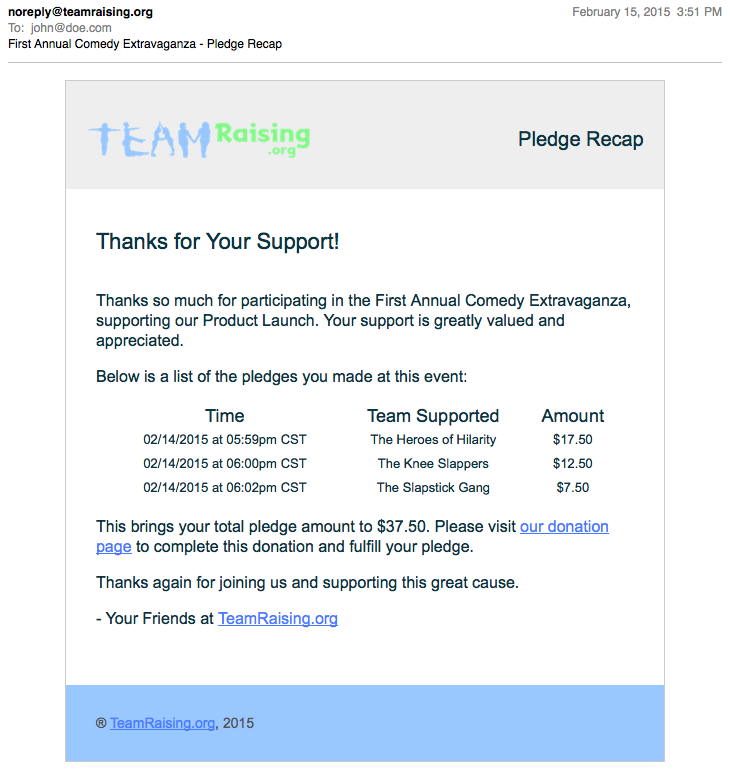 noreply@teamraising.org February 15, 2015 3:51 PM
To: john@doe.com
First Annual Comedy Extravaganza - Pledge Recap
TEAM Raising
.org
Pledge Recap
Thanks for Your Support!
Thanks so much for participating in the First Annual Comedy Extravaganza,
supporting our Product Launch. Your support is greatly valued and
appreciated.
Below is a list of the pledges you made at this event:
Time Team Supported Amount
02/14/2015 at 05:59pm CST The Heroes of Hilarity $17.50
02/14/2015 at 06:00pm CST The Knee Slappers $12.50
02/14/2015 at 06:02pm CST The Slapstick Gang $7.50
This brings your total pledge amount to $37.50. Please visit our donation
page to complete this donation and fulfill your pledge.
Thanks again for joining us and supporting this great cause.
- Your Friends at TeamRaising.org
® TeamRaising.org, 2015